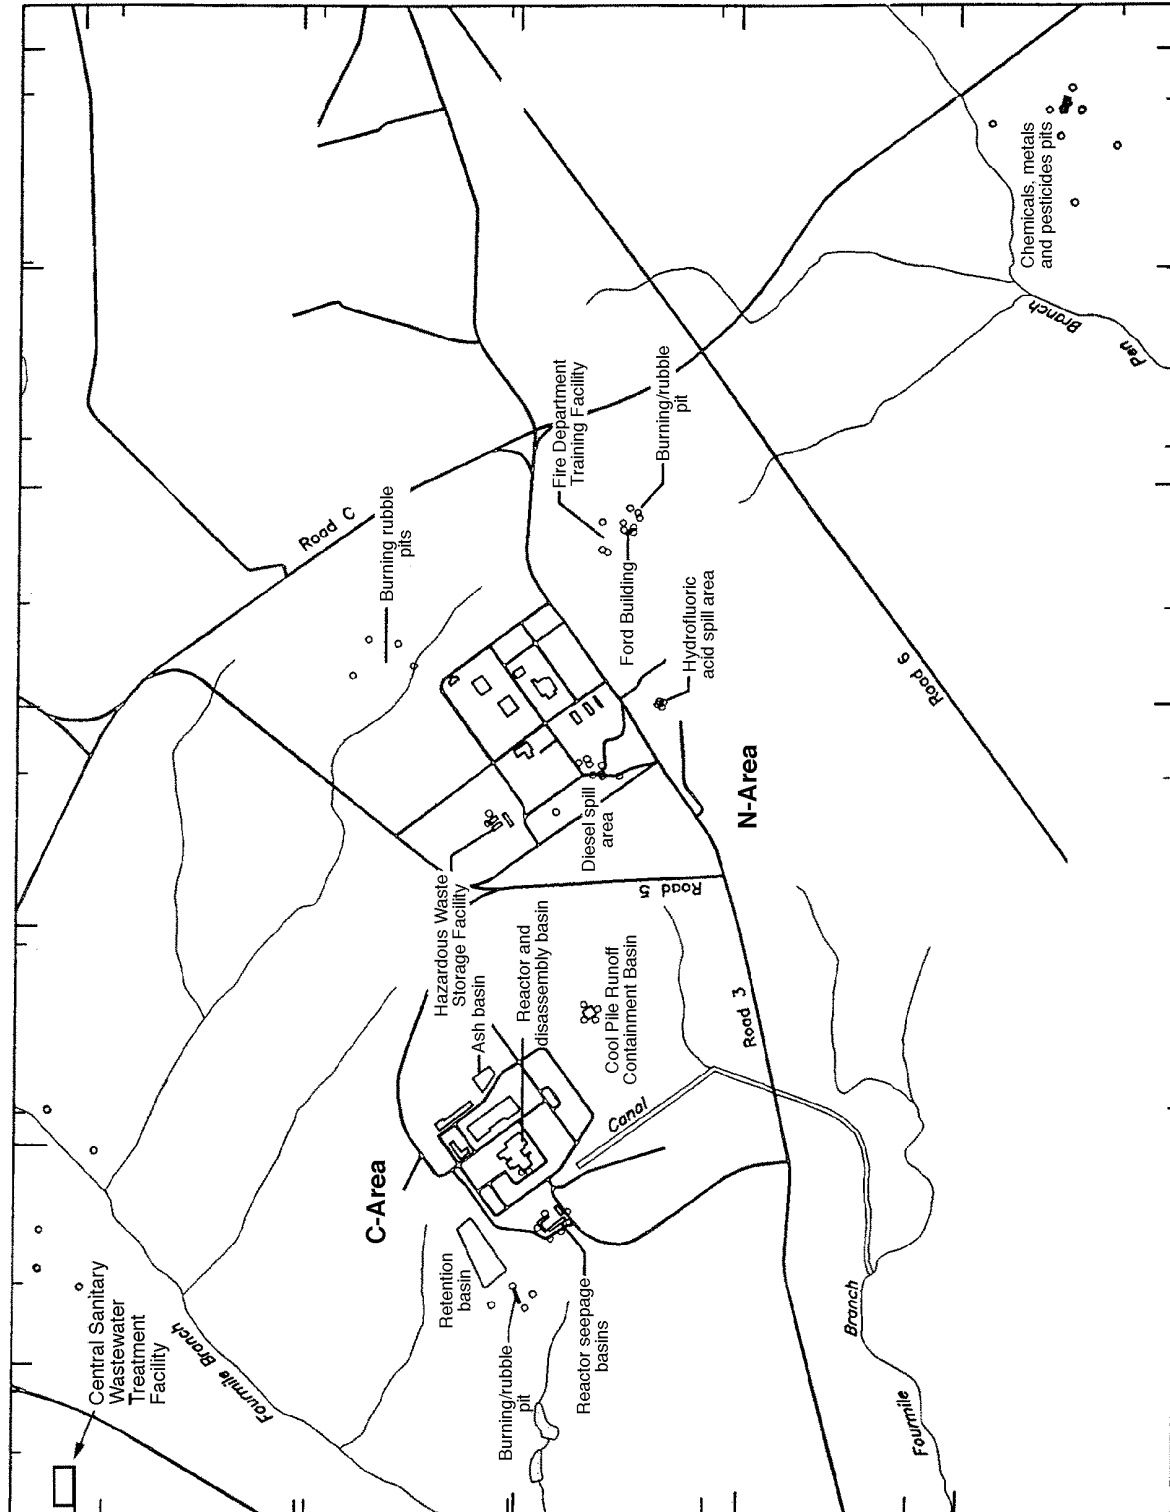 Central Sanitary
Wastewater
Treatment
Facility
Fourmile Branch
C-Area
Retention
basin
Burning/rubble
pit
Reactor seepage
basins
Ash basin
Reactor and
disassembly basin
Hazardous Waste
Storage Facility
Cool Pile Runoff
Containment Basin
Canal
Road 3
Branch
Fourmile
Road 5
N-Area
Diesel spill
area
Hydrofluoric
acid spill area
Ford Building
Burning rubble
pits
Road C
Fire Department
Training Facility
Burning/rubble
pit
Road 6
Chemicals, metals
and pesticides pits
Branch
Pen